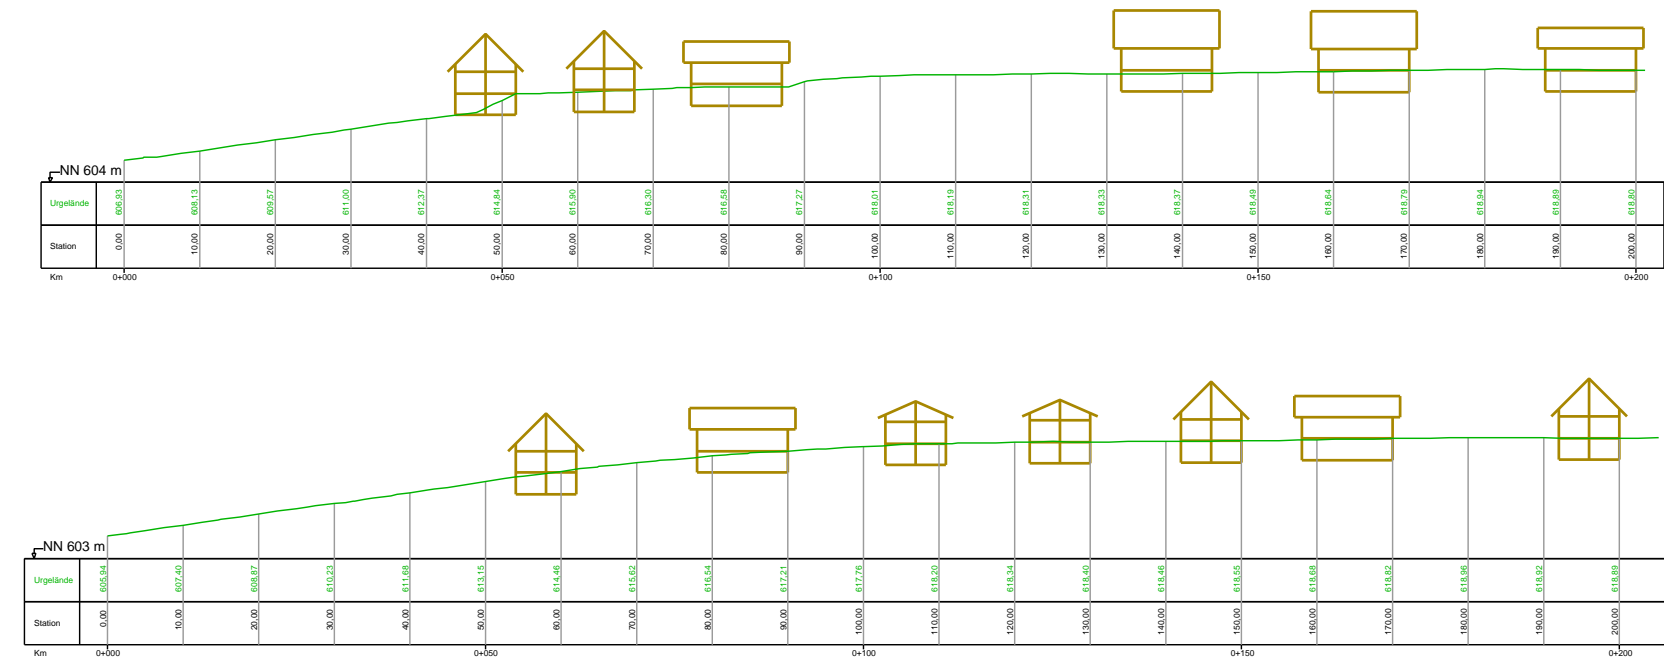 NN 604 m
Urgelände 606,93 608,13 609,57 611,00 612,37 614,84 615,90 616,30 616,58 617,27 618,01 618,19 618,31 618,33 618,37 618,49 618,64 618,79 618,94 618,89 618,80
Station 0,00 10,00 20,00 30,00 40,00 50,00 60,00 70,00 80,00 90,00 100,00 110,00 120,00 130,00 140,00 150,00 160,00 170,00 180,00 190,00 200,00
Km 0+000 0+050 0+100 0+150 0+200
NN 603 m
Urgelände 605,94 607,40 608,87 610,23 611,68 613,15 614,46 615,62 616,54 617,21 617,76 618,20 618,34 618,40 618,46 618,55 618,68 618,82 618,96 618,92 618,89
Station 0,00 10,00 20,00 30,00 40,00 50,00 60,00 70,00 80,00 90,00 100,00 110,00 120,00 130,00 140,00 150,00 160,00 170,00 180,00 190,00 200,00
Km 0+000 0+050 0+100 0+150 0+200